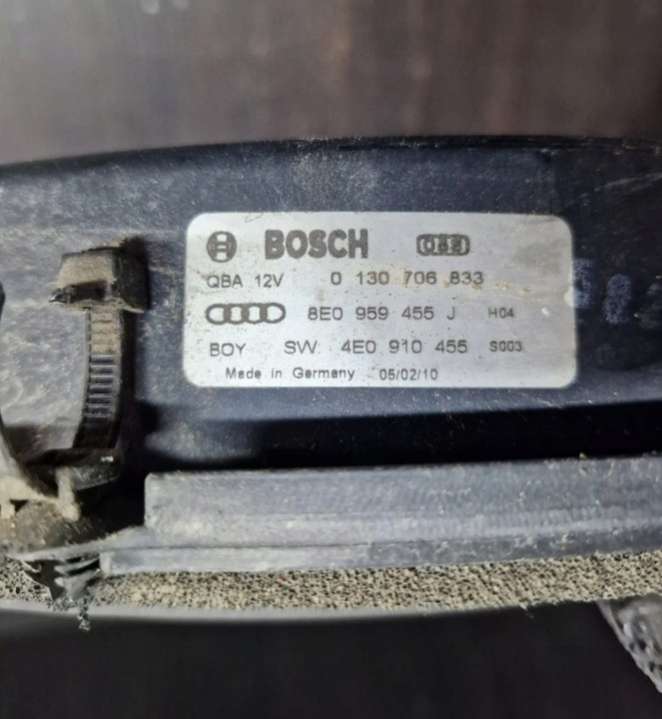 BOSCH
QBA 12V 0 130 706 833
8E0 959 455 J H04
BOY SW 4E0 910 455 S003
Made in Germany 05/02/10